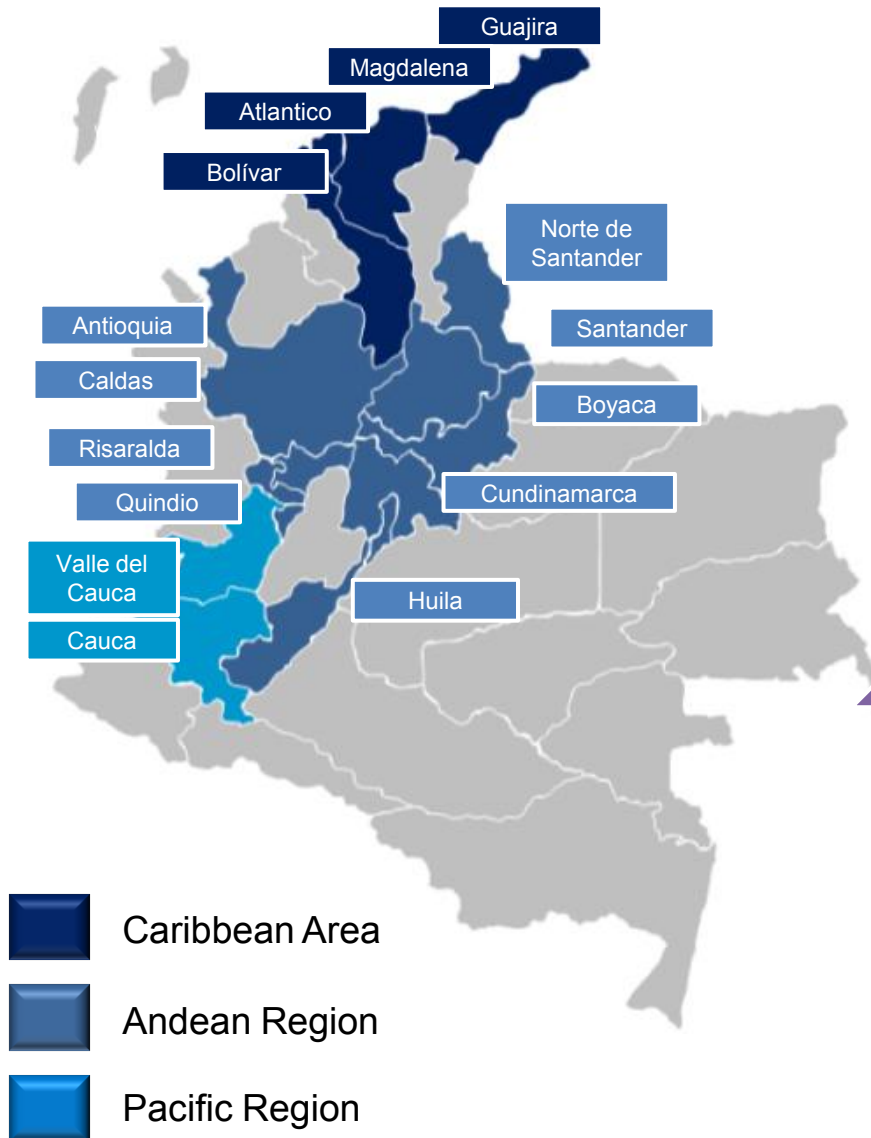 Guajira
Magdalena
Atlantico
Bolívar
Norte de
Santander
Antioquia
Santander
Caldas
Boyaca
Risaralda
Quindio
Cundinamarca
Valle del
Cauca
Huila
Cauca
Caribbean Area
Andean Region
Pacific Region